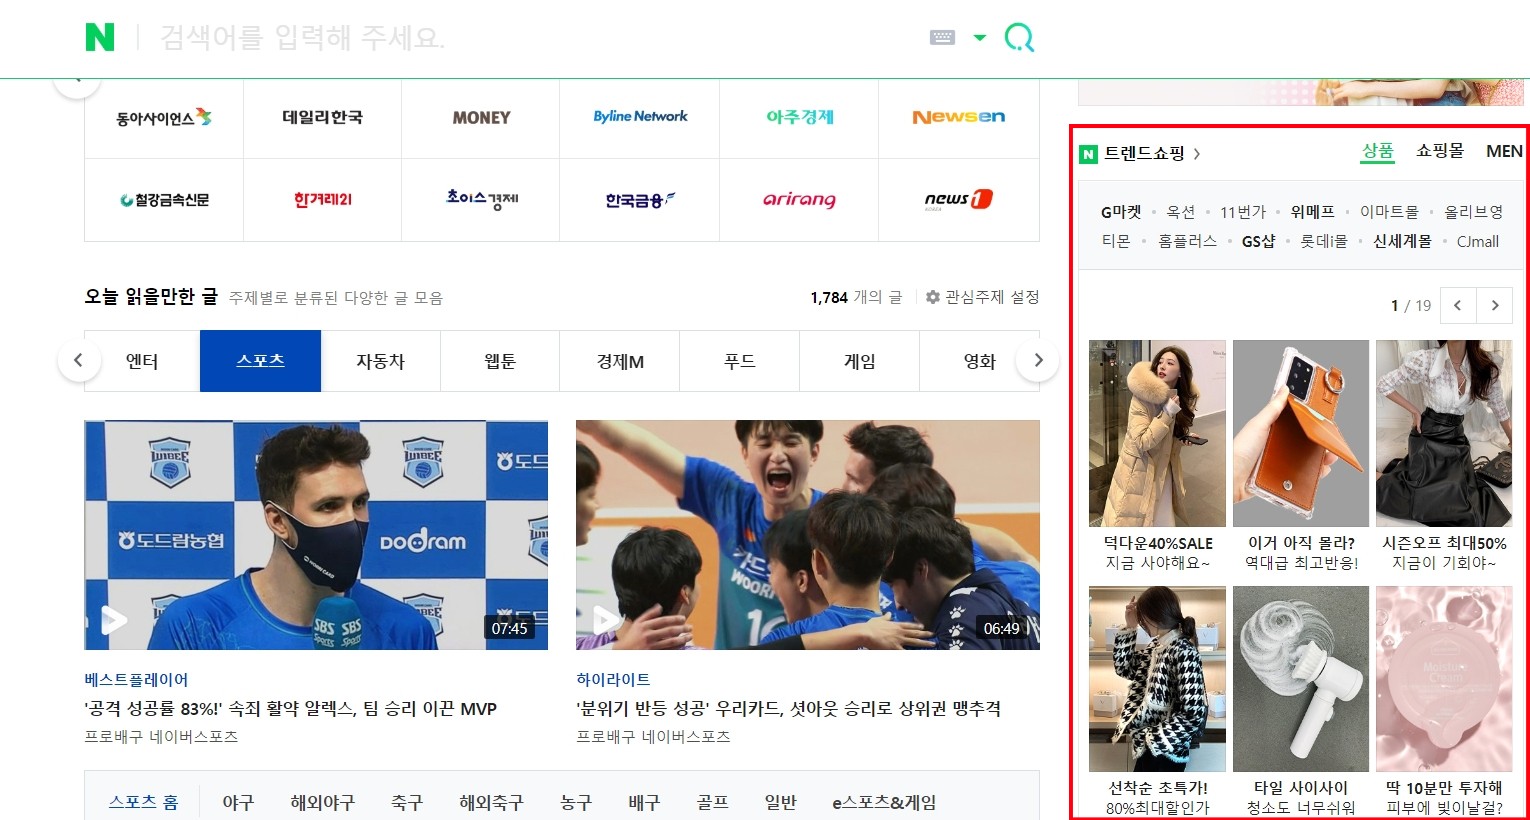 N
검색어를 입력해 주세요.
동아사이언스
데일리한국
MONEY
Byline Network
아주경제
Newsen
철강금속신문
한겨레21
초이스경제
한국금융
arirang
news1
오늘 읽을만한 글
주제별로 분류된 다양한 글 모음
1,784 개의 글
관심주제 설정
엔터
스포츠
자동차
웹툰
경제M
푸드
게임
영화
도드람농협
DODram
SBS SBS
Sports Sports
07:45
06:49
베스트플레이어
'공격 성공률 83%!' 속죄 활약 알렉스, 팀 승리 이끈 MVP
프로배구 네이버스포츠
하이라이트
'분위기 반등 성공' 우리카드, 셧아웃 승리로 상위권 맹추격
프로배구 네이버스포츠
스포츠 홈
야구
해외야구
축구
해외축구
농구
배구
골프
일반
e스포츠&게임
N 트렌드쇼핑
상품
쇼핑몰
MEN
G마켓 • 옥션 • 11번가 • 위메프 • 이마트몰 • 올리브영
티몬 • 홈플러스 • GS샵 • 롯데i몰 • 신세계몰 • CJmall
1 / 19
덕다운40%SALE
지금 사야해요~
이거 아직 몰라?
역대급 최고반응!
시즌오프 최대50%
지금이 기회야~
Moisture
Cream
선착순 초특가!
80%최대할인가
타일 사이사이
청소도 너무쉬워
딱 10분만 투자해
피부에 빛이날걸?